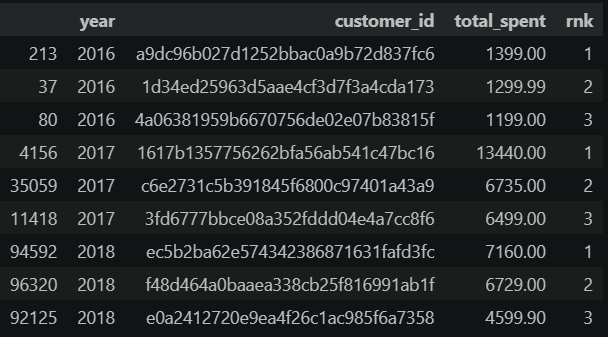 year customer_id total_spent rnk
213 2016 a9dc96b027d1252bbac0a9b72d837fc6 1399.00 1
37 2016 1d34ed25963d5aae4cf3d7f3a4cda173 1299.99 2
80 2016 4a06381959b6670756de02e07b83815f 1199.00 3
4156 2017 1617b1357756262bfa56ab541c47bc16 13440.00 1
35059 2017 c6e2731c5b391845f6800c97401a43a9 6735.00 2
11418 2017 3fd6777bbce08a352fddd04e4a7cc8f6 6499.00 3
94592 2018 ec5b2ba62e574342386871631fafd3fc 7160.00 1
96320 2018 f48d464a0baaea338cb25f816991ab1f 6729.00 2
92125 2018 e0a2412720e9ea4f26c1ac985f6a7358 4599.90 3